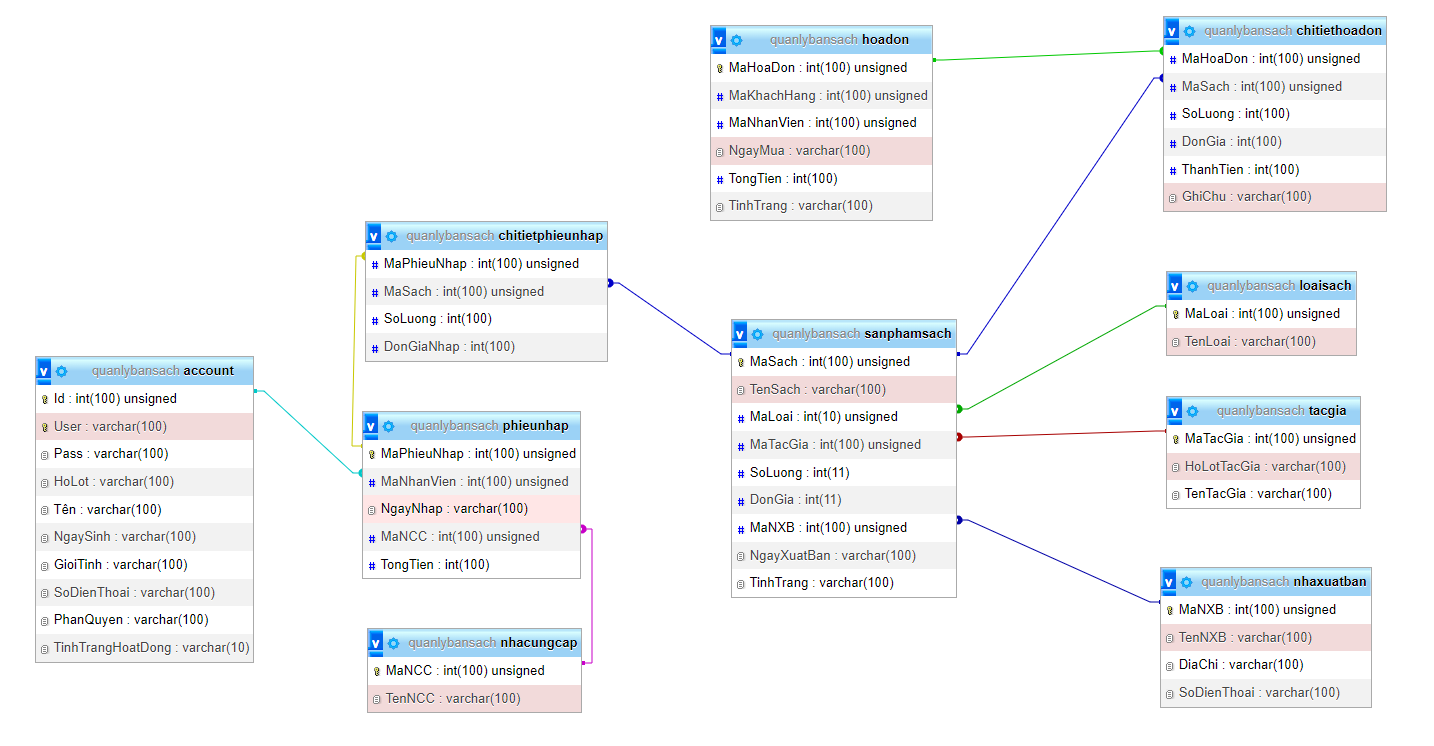 quanlybansach hoadon
MaHoaDon : int(100) unsigned
MaKhachHang : int(100) unsigned
MaNhanVien : int(100) unsigned
NgayMua : varchar(100)
TongTien : int(100)
TinhTrang : varchar(100)
quanlybansach chitiethoadon
MaHoaDon : int(100) unsigned
MaSach : int(100) unsigned
SoLuong : int(100)
DonGia : int(100)
ThanhTien : int(100)
GhiChu : varchar(100)
quanlybansach chitietphieunhap
MaPhieuNhap : int(100) unsigned
MaSach : int(100) unsigned
SoLuong : int(100)
DonGiaNhap : int(100)
quanlybansach loaisach
MaLoai : int(100) unsigned
TenLoai : varchar(100)
quanlybansach sanphamsach
MaSach : int(100) unsigned
TenSach : varchar(100)
MaLoai : int(10) unsigned
MaTacGia : int(100) unsigned
SoLuong : int(11)
DonGia : int(11)
MaNXB : int(100) unsigned
NgayXuatBan : varchar(100)
TinhTrang : varchar(100)
quanlybansach account
Id : int(100) unsigned
User : varchar(100)
Pass : varchar(100)
HoLot : varchar(100)
Tên : varchar(100)
NgaySinh : varchar(100)
GioiTinh : varchar(100)
SoDienThoai : varchar(100)
PhanQuyen : varchar(100)
TinhTrangHoatDong : varchar(10)
quanlybansach phieunhap
MaPhieuNhap : int(100) unsigned
MaNhanVien : int(100) unsigned
NgayNhap : varchar(100)
MaNCC : int(100) unsigned
TongTien : int(100)
quanlybansach tacgia
MaTacGia : int(100) unsigned
HoLotTacGia : varchar(100)
TenTacGia : varchar(100)
quanlybansach nhacungcap
MaNCC : int(100) unsigned
TenNCC : varchar(100)
quanlybansach nhaxuatban
MaNXB : int(100) unsigned
TenNXB : varchar(100)
DiaChi : varchar(100)
SoDienThoai : varchar(100)